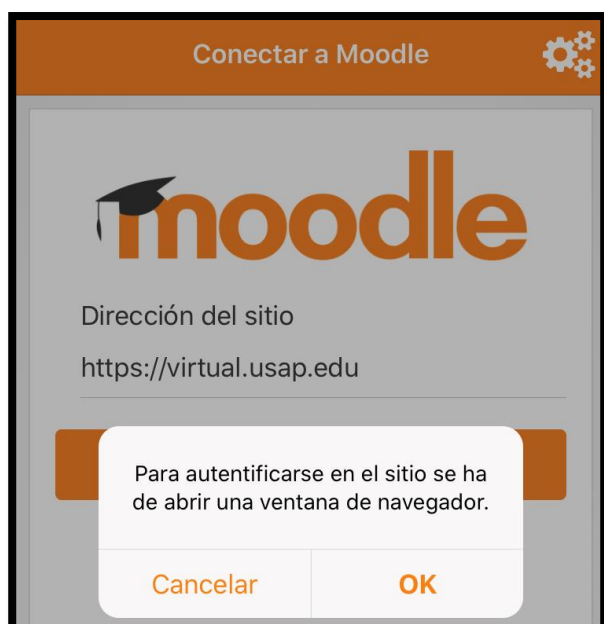 Conectar a Moodle
moodle
Dirección del sitio
https://virtual.usap.edu
Para autentificarse en el sitio se ha
de abrir una ventana de navegador.
Cancelar
OK